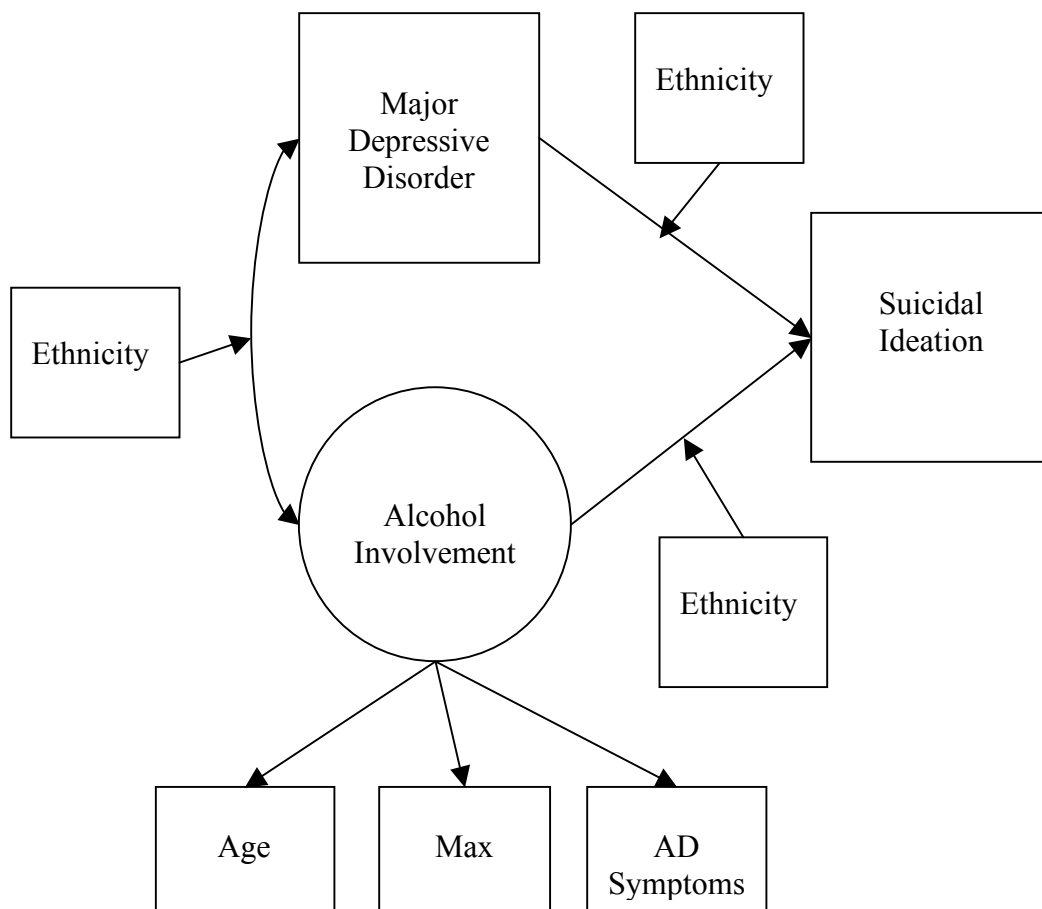 Major
Depressive
Disorder
Ethnicity
Suicidal
Ideation
Ethnicity
Alcohol
Involvement
Ethnicity
Age
Max
AD
Symptoms